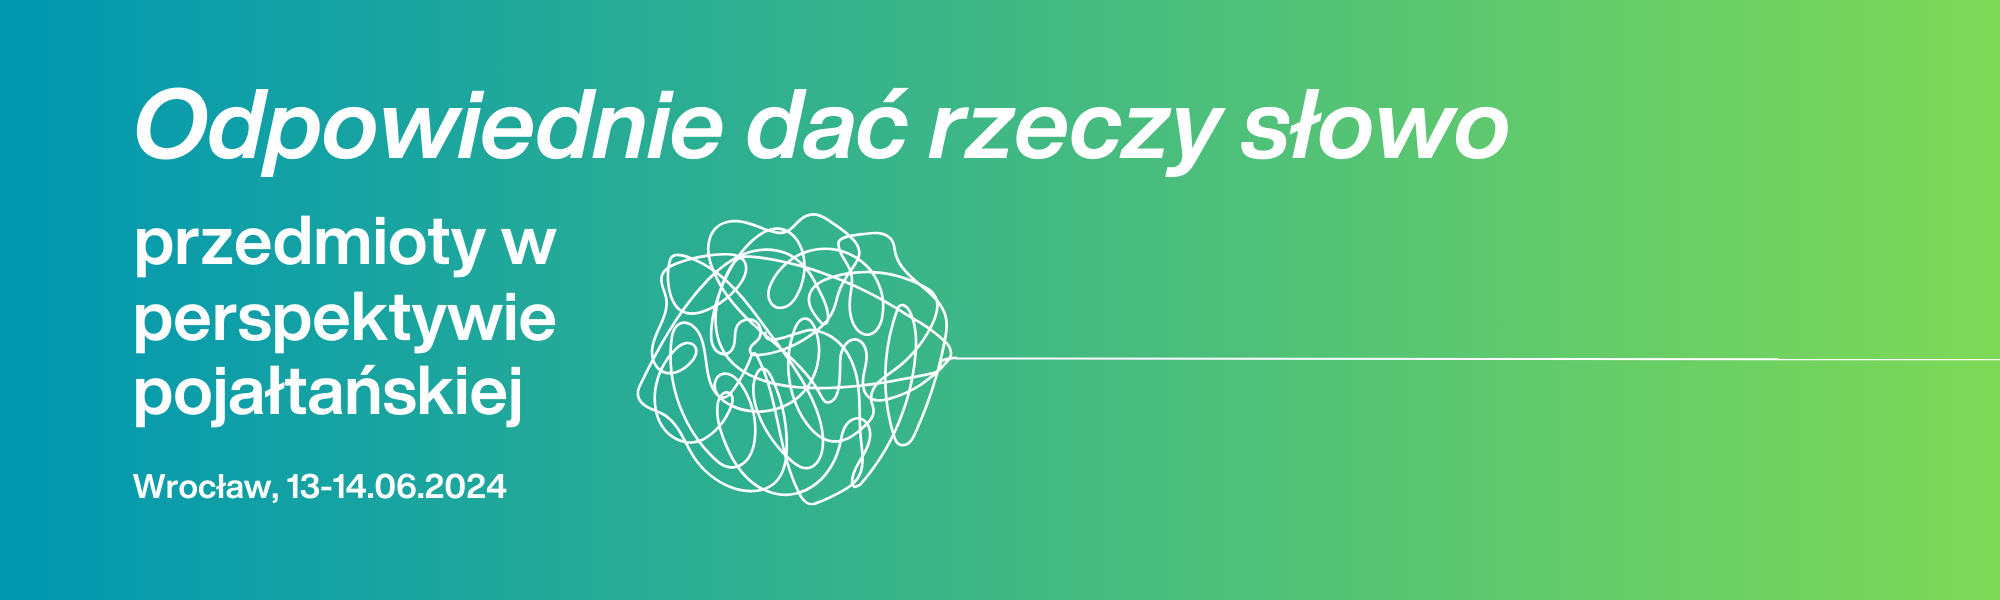 Odpowiednie dać rzeczy słowo
przedmioty w
perspektywie
pojałtańskiej
Wrocław, 13-14.06.2024